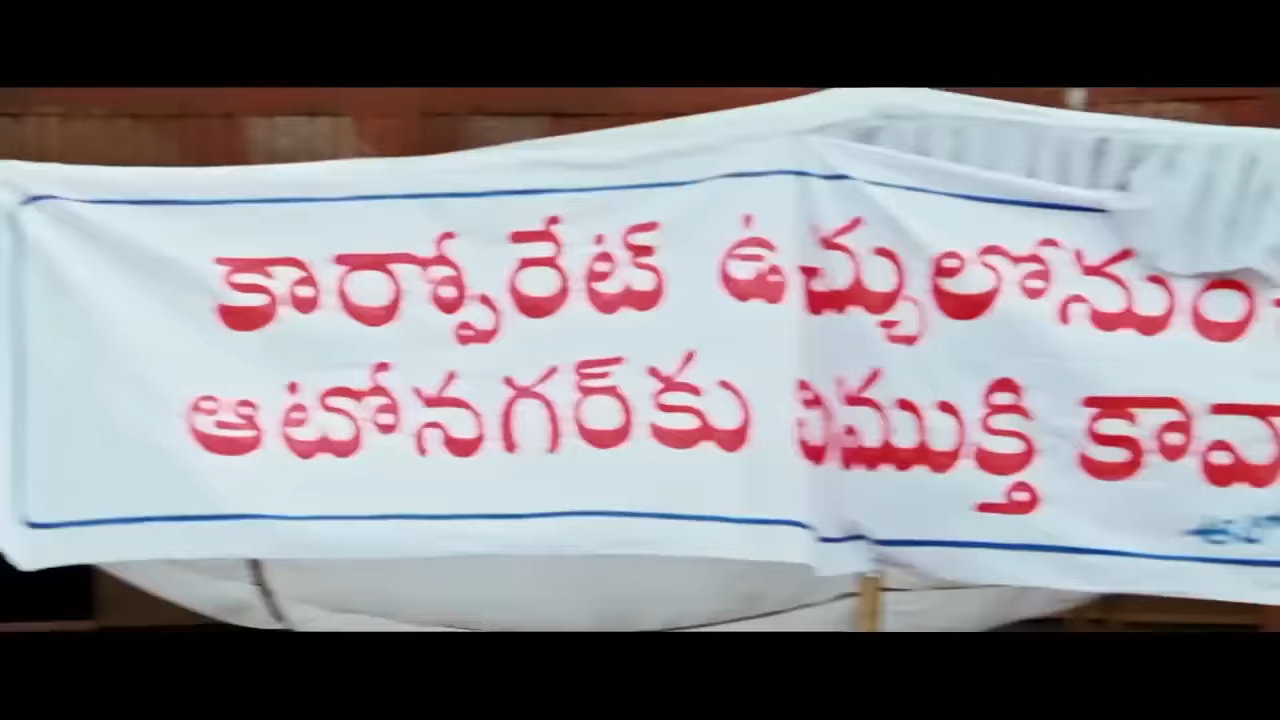 కార్పోరేట్ ఉచ్చులోనుం
ఆటోనగర్‌కు విముక్తి కావా